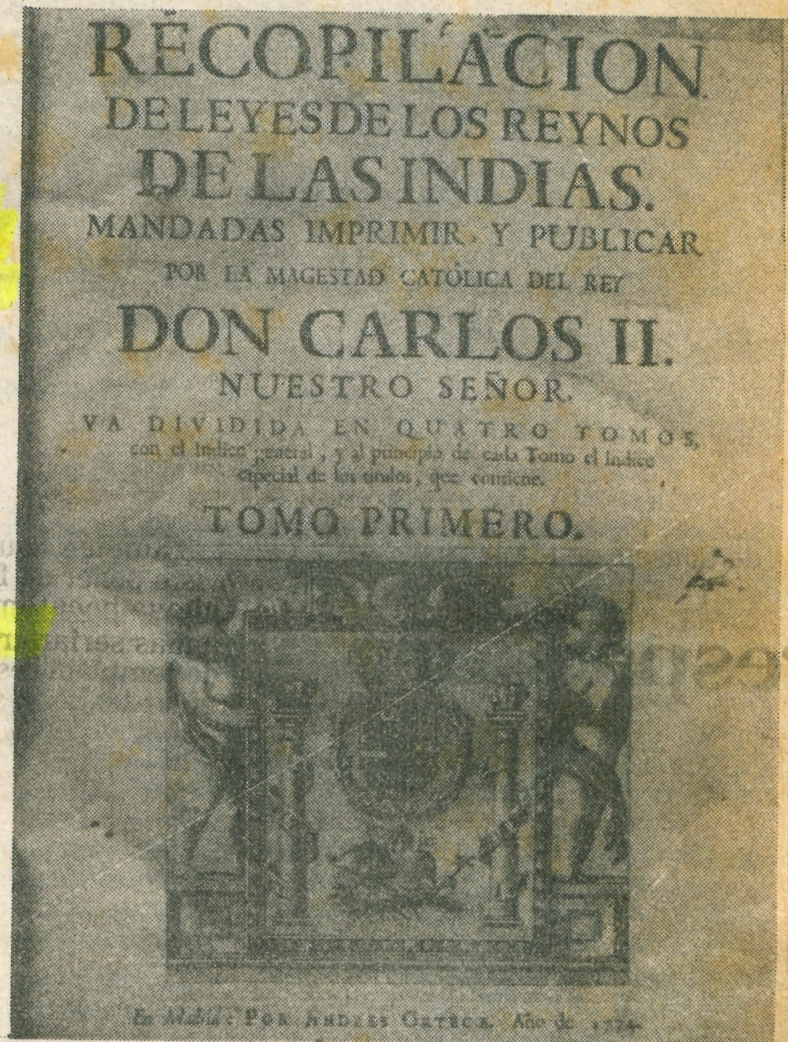 RECOPILACION
DE LEYES DE LOS REYNOS
DE LAS INDIAS.
MANDADAS IMPRIMIR, Y PUBLICAR
POR LA MAGESTAD CATÓLICA DEL REY
DON CARLOS II.
NUESTRO SEÑOR.
VA DIVIDIDA EN QUATRO TOMOS,
con el Indice general, y al principio de cada Tomo el Indice
especial de los titulos, que contiene.
TOMO PRIMERO.
En Madrid: POR ANDRES ORTEGA. Año de 1774